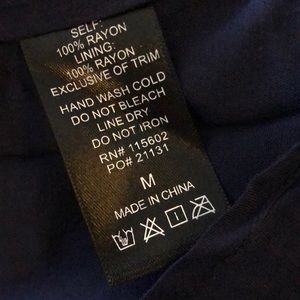 SELF:
100% RAYON
LINING:
100% RAYON
EXCLUSIVE OF TRIM
HAND WASH COLD
DO NOT BLEACH
LINE DRY
DO NOT IRON
RN# 115602
PO# 21131
M
MADE IN CHINA